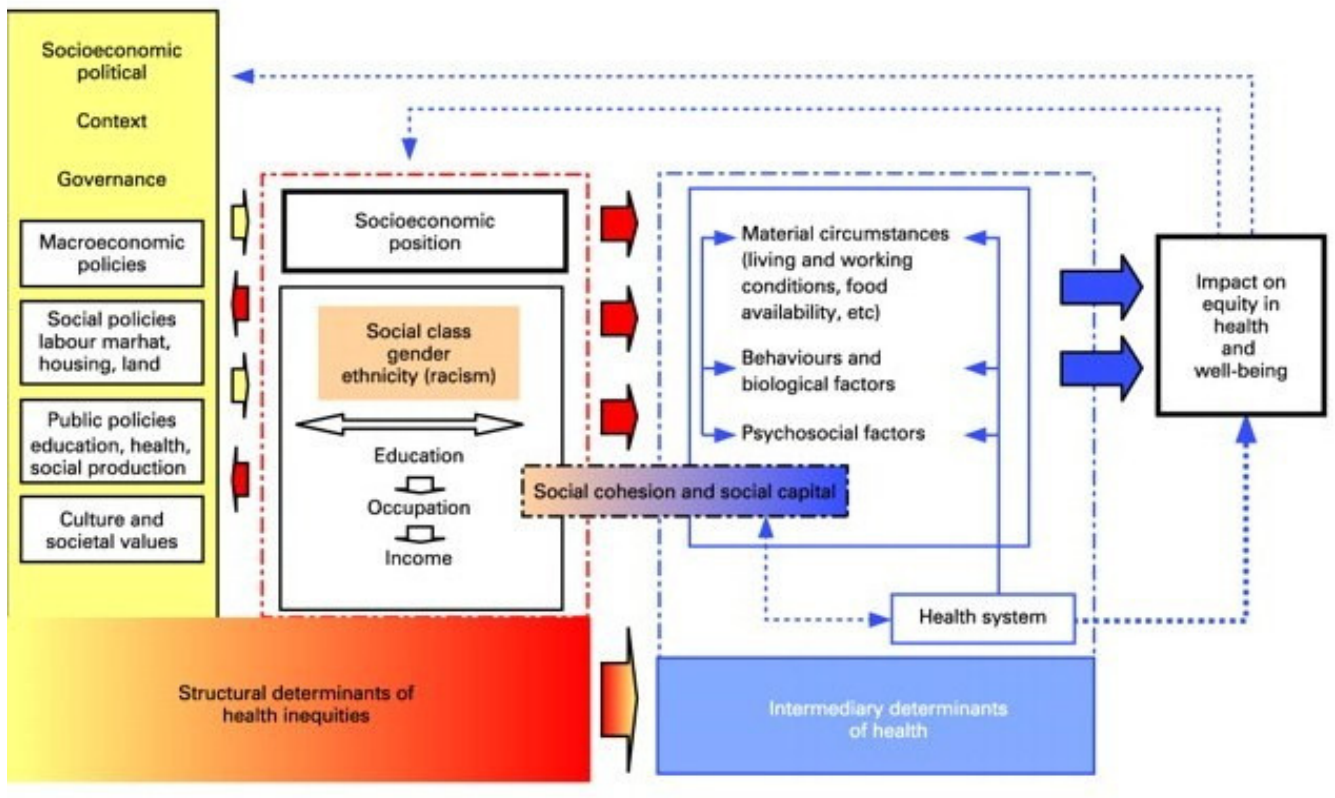 Socioeconomic
political
Context
Governance
Macroeconomic
policies
Social policies
labour marhat,
housing, land
Public policies
education, health,
social production
Culture and
societal values
Socioeconomic
position
Social class
gender
ethnicity (racism)
Education
Occupation
Income
Social cohesion and social capital
Material circumstances
(living and working
conditions, food
availability, etc)
Behaviours and
biological factors
Psychosocial factors
Health system
Impact on
equity in
health
and
well-being
Structural determinants of
health inequities
Intermediary determinants
of health